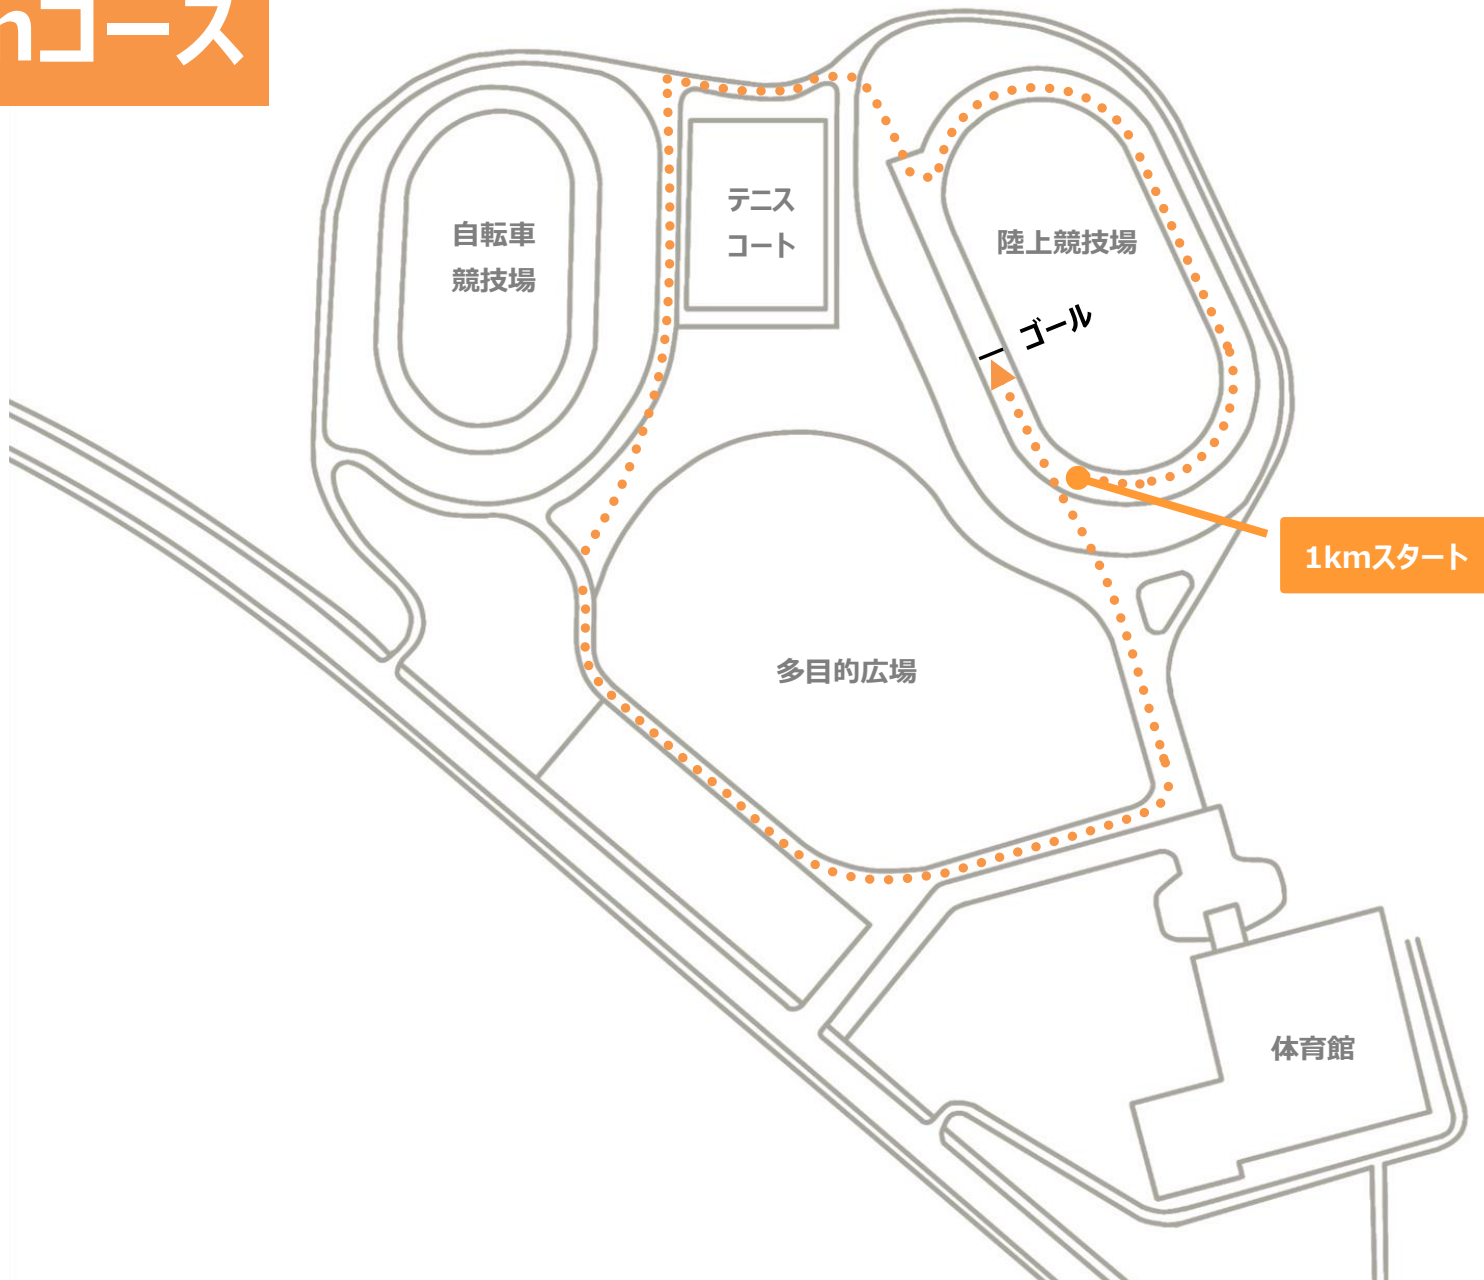 mコース
テニス
コート
自転車
競技場
陸上競技場
ゴール
1kmスタート
多目的広場
体育館